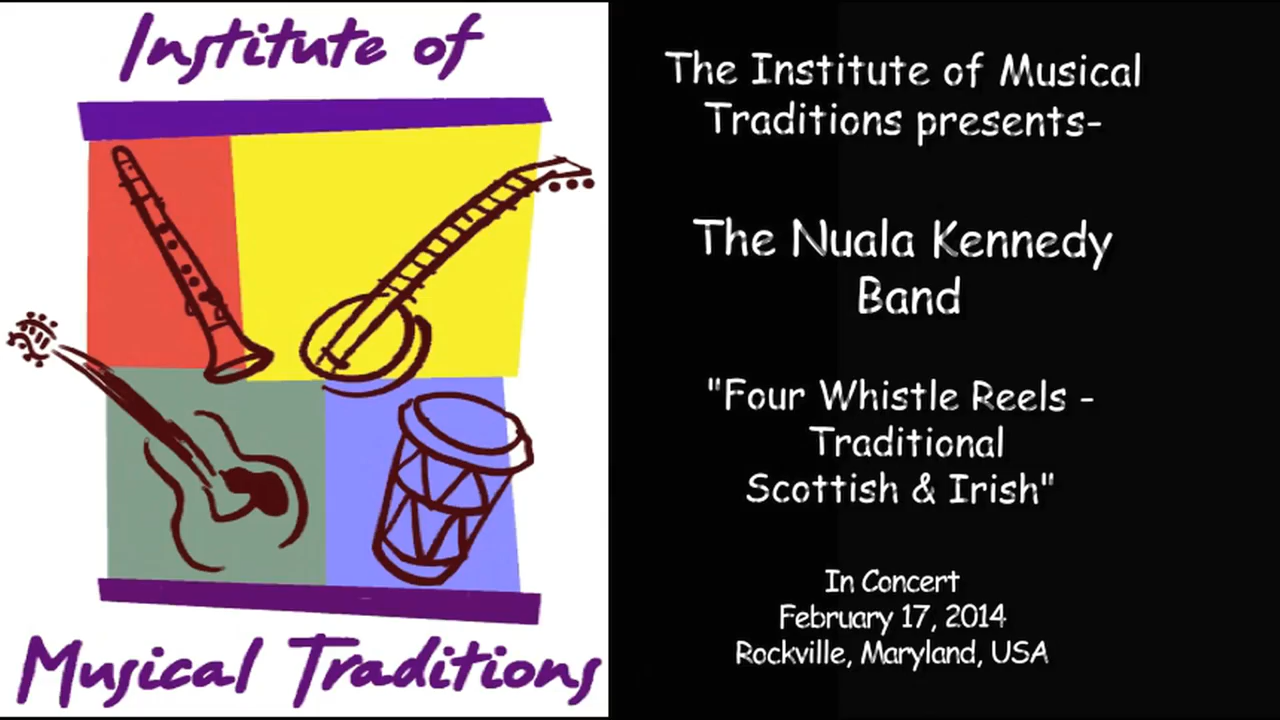 Institute of
Musical Traditions
The Institute of Musical
Traditions presents-
The Nuala Kennedy
Band
"Four Whistle Reels -
Traditional
Scottish & Irish"
In Concert
February 17, 2014
Rockville, Maryland, USA